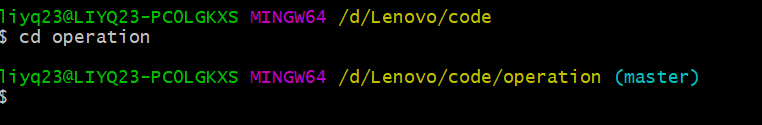 liyq23@LIYQ23-PC0LGKXS MINGW64 /d/Lenovo/code
$ cd operation
liyq23@LIYQ23-PC0LGKXS MINGW64 /d/Lenovo/code/operation (master)
$